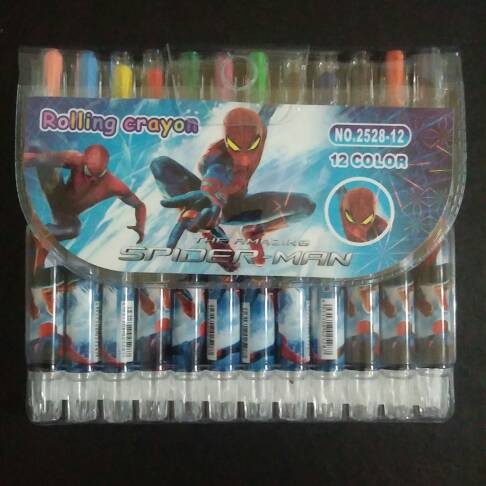 Rolling crayon
NO.2528-12
12 COLOR
THE AMAZING
SPIDER-MAN